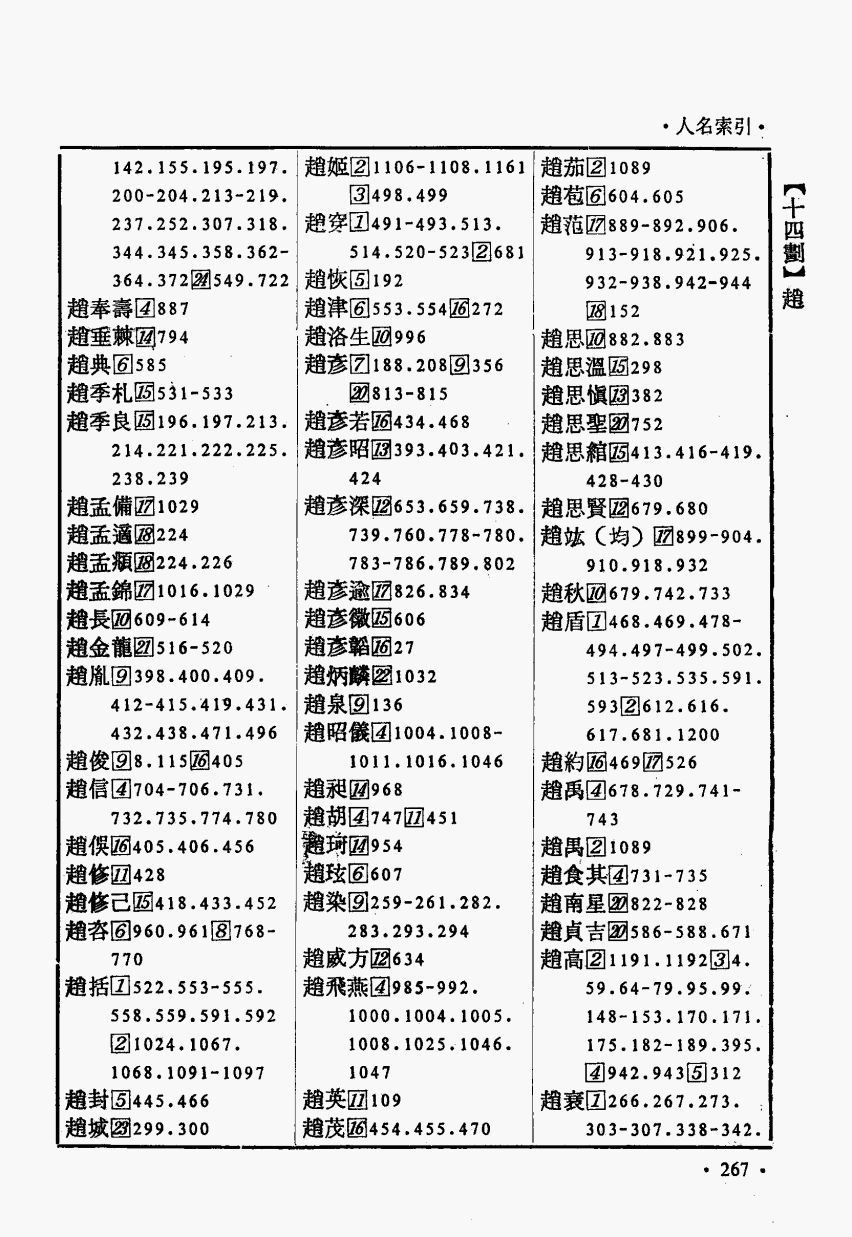 ·人名索引·
【十四劃】趙
142.155.195.197.
200-204.213-219.
237.252.307.318.
344.345.358.362-
364.372[24]549.722
趙奉壽[4]887
趙垂棘[14]794
趙典[6]585
趙季札[15]531-533
趙季良[15]196.197.213.
214.221.222.225.
238.239
趙孟備[17]1029
趙孟邁[18]224
趙孟頫[18]224.226
趙孟錦[17]1016.1029
趙長[10]609-614
趙金龍[21]516-520
趙胤[9]398.400.409.
412-415.419.431.
432.438.471.496
趙俊[9]8.115[16]405
趙信[4]704-706.731.
732.735.774.780
趙俁[16]405.406.456
趙修[11]428
趙修己[15]418.433.452
趙咨[6]960.961[8]768-
770
趙括[1]522.553-555.
558.559.591.592
[2]1024.1067.
1068.1091-1097
趙封[5]445.466
趙城[23]299.300
趙姬[2]1106-1108.1161
[3]498.499
趙穿[1]491-493.513.
514.520-523[2]681
趙恢[5]192
趙津[6]553.554[16]272
趙洛生[10]996
趙彥[7]188.208[9]356
[20]813-815
趙彥若[16]434.468
趙彥昭[13]393.403.421.
424
趙彥深[12]653.659.738.
739.760.778-780.
783-786.789.802
趙彥逾[17]826.834
趙彥徽[15]606
趙彥韜[16]27
趙炳麟[22]1032
趙泉[9]136
趙昭儀[4]1004.1008-
1011.1016.1046
趙昶[14]968
趙胡[4]747[11]451
趙珂[14]954
趙玹[6]607
趙染[9]259-261.282.
283.293.294
趙威方[12]634
趙飛燕[4]985-992.
1000.1004.1005.
1008.1025.1046.
1047
趙英[11]109
趙茂[16]454.455.470
趙茄[2]1089
趙苞[6]604.605
趙范[17]889-892.906.
913-918.921.925.
932-938.942-944
[18]152
趙思[10]882.883
趙思溫[15]298
趙思愼[13]382
趙思聖[20]752
趙思綰[15]413.416-419.
428-430
趙思賢[12]679.680
趙竑（均）[17]899-904.
910.918.932
趙秋[10]679.742.733
趙盾[1]468.469.478-
494.497-499.502.
513-523.535.591.
593[2]612.616.
617.681.1200
趙約[16]469[17]526
趙禹[4]678.729.741-
743
趙禺[2]1089
趙食其[4]731-735
趙南星[20]822-828
趙貞吉[20]586-588.671
趙高[2]1191.1192[3]4.
59.64-79.95.99.
148-153.170.171.
175.182-189.395.
[4]942.943[5]312
趙衰[1]266.267.273.
303-307.338-342.
·267·